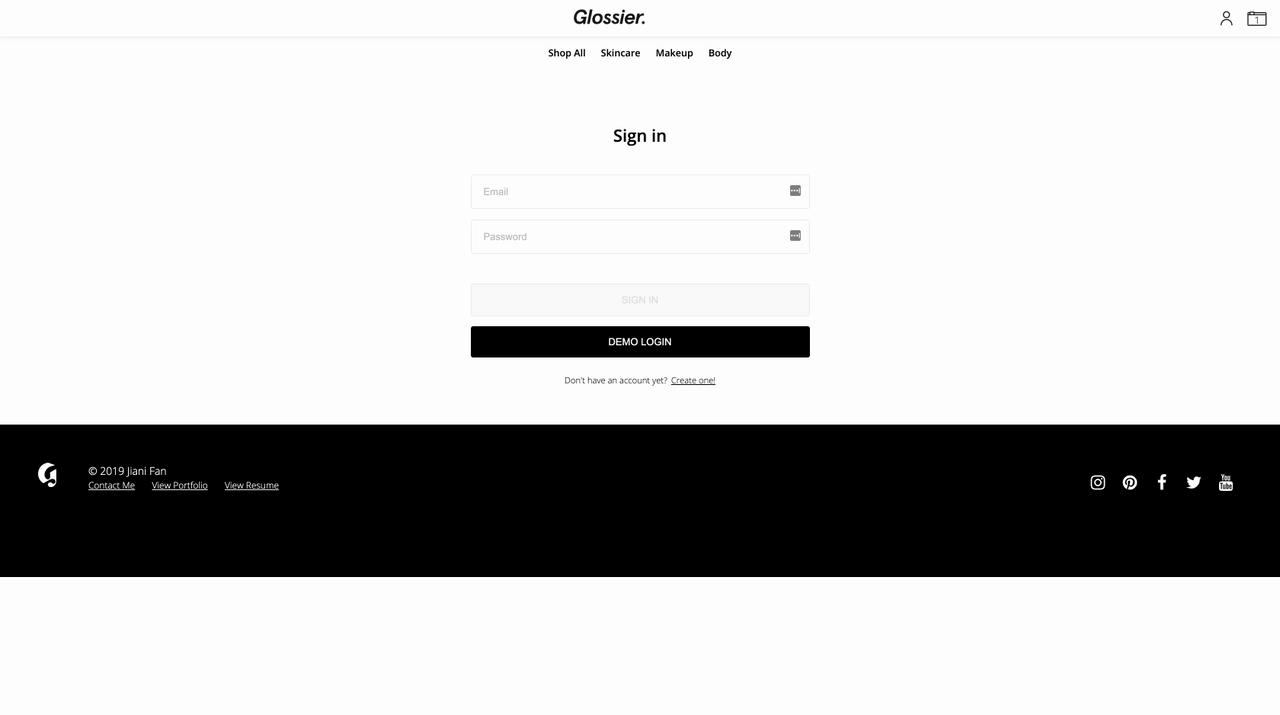 Glossier.
1
Shop All Skincare Makeup Body
Sign in
Email
Password
SIGN IN
DEMO LOGIN
Don't have an account yet? Create one!
© 2019 Jiani Fan
Contact Me View Portfolio View Resume
You
Tube